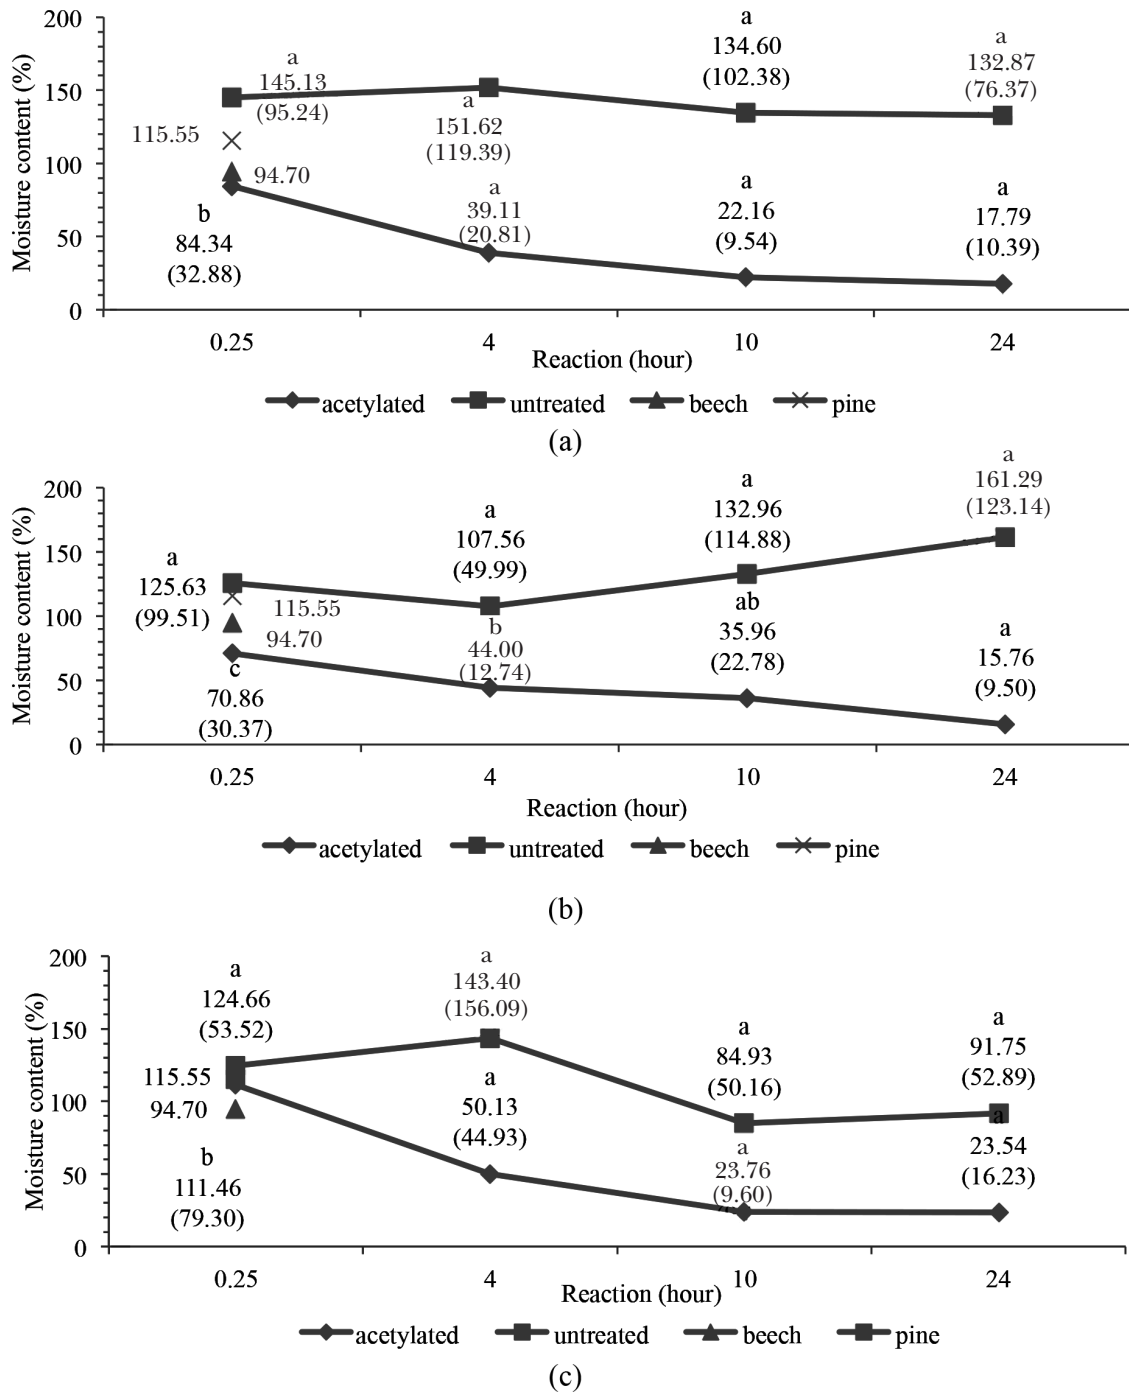 200
150
100
50
0
Moisture content (%)
a
145.13
(95.24)
115.55
94.70
b
84.34
(32.88)
a
151.62
(119.39)
a
39.11
(20.81)
a
134.60
(102.38)
a
22.16
(9.54)
a
132.87
(76.37)
a
17.79
(10.39)
0.25 4 10 24
Reaction (hour)
acetylated untreated beech pine
(a)
200
150
100
50
0
Moisture content (%)
a
125.63
(99.51)
115.55
94.70
c
70.86
(30.37)
a
107.56
(49.99)
b
44.00
(12.74)
a
132.96
(114.88)
ab
35.96
(22.78)
a
161.29
(123.14)
a
15.76
(9.50)
0.25 4 10 24
Reaction (hour)
acetylated untreated beech pine
(b)
200
150
100
50
0
Moisture content (%)
a
124.66
(53.52)
115.55
94.70
b
111.46
(79.30)
a
143.40
(156.09)
a
50.13
(44.93)
a
84.93
(50.16)
a
23.76
(9.60)
a
91.75
(52.89)
a
23.54
(16.23)
0.25 4 10 24
Reaction (hour)
acetylated untreated beech pine
(c)